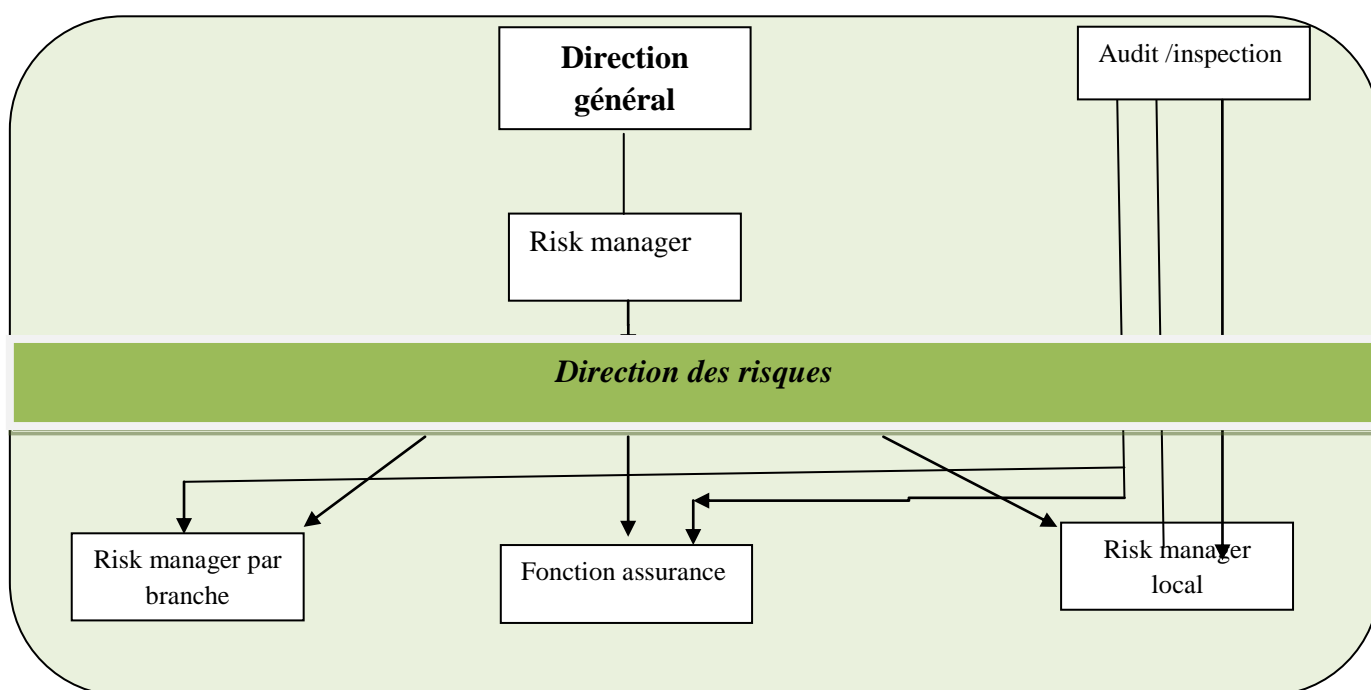 Direction
général
Audit /inspection
Risk manager
Direction des risques
Risk manager par
branche
Fonction assurance
Risk manager
local